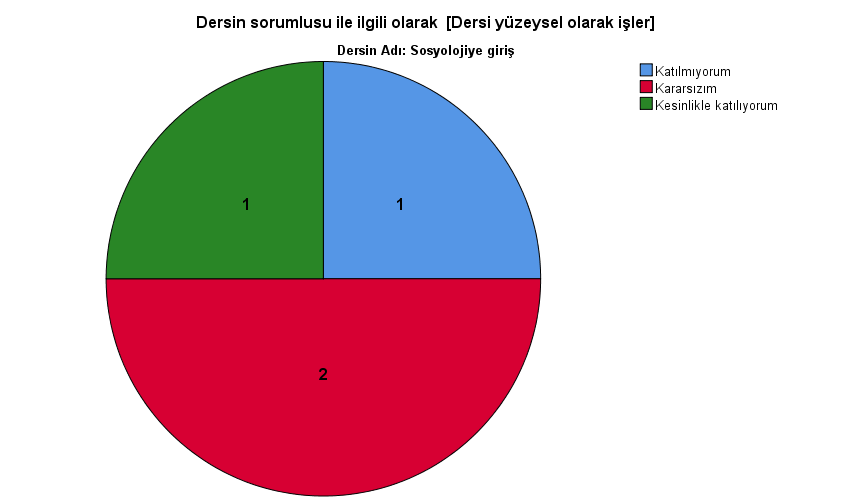 Dersin sorumlusu ile ilgili olarak [Dersi yüzeysel olarak işler]
Dersin Adı: Sosyolojiye giriş
Katılmıyorum
Kararsızım
Kesinlikle katılıyorum
1
1
2